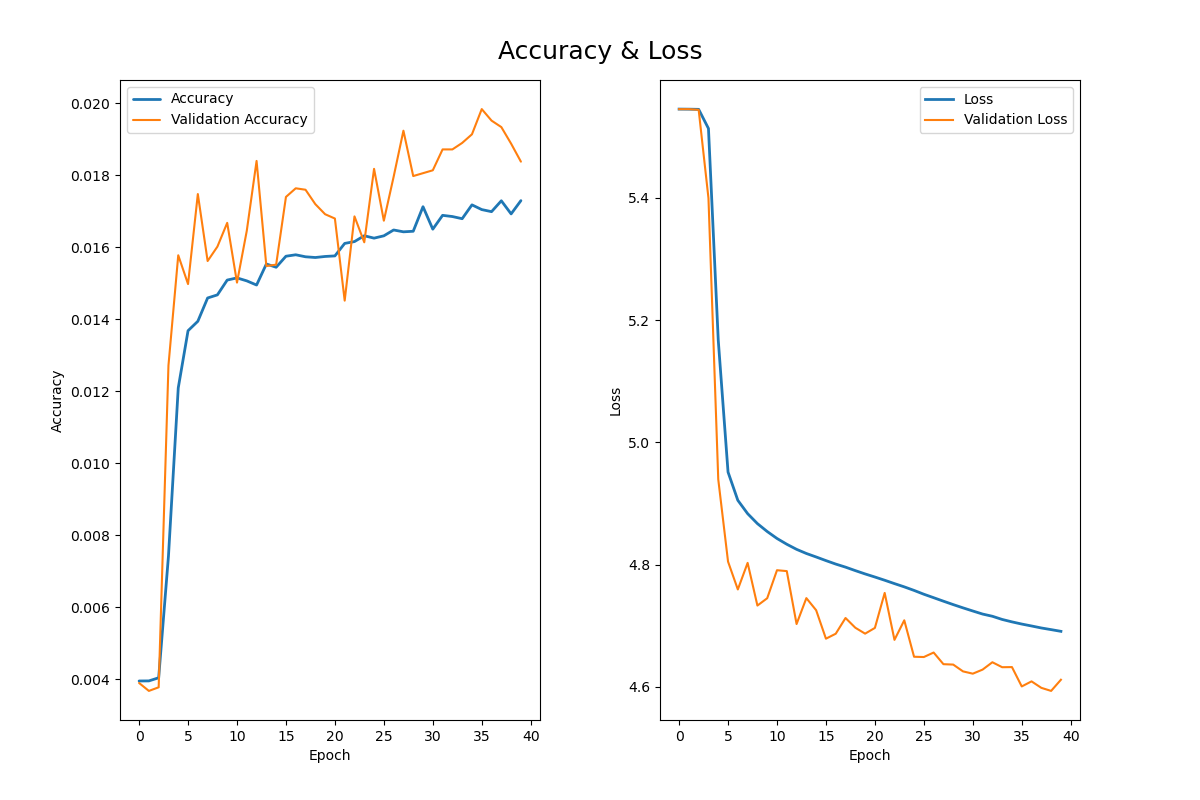 Accuracy & Loss
Accuracy
Validation Accuracy
0.020
0.018
0.016
0.014
0.012
0.010
0.008
0.006
0.004
Accuracy
0 5 10 15 20 25 30 35 40
Epoch
Loss
Validation Loss
5.4
5.2
5.0
4.8
4.6
Loss
0 5 10 15 20 25 30 35 40
Epoch